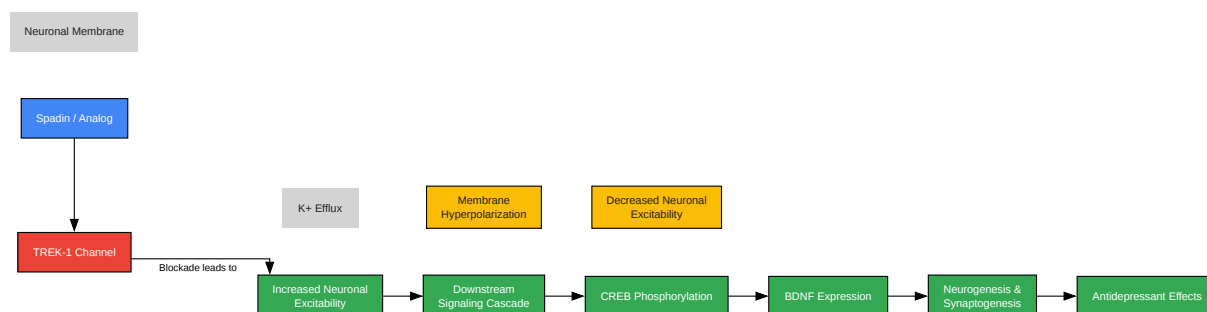 Neuronal Membrane
Spadin / Analog
K+ Efflux
Membrane
Hyperpolarization
Decreased Neuronal
Excitability
TREK-1 Channel
Blockade leads to
Increased Neuronal
Excitability
Downstream
Signaling Cascade
CREB Phosphorylation
BDNF Expression
Neurogenesis &
Synaptogenesis
Antidepressant Effects